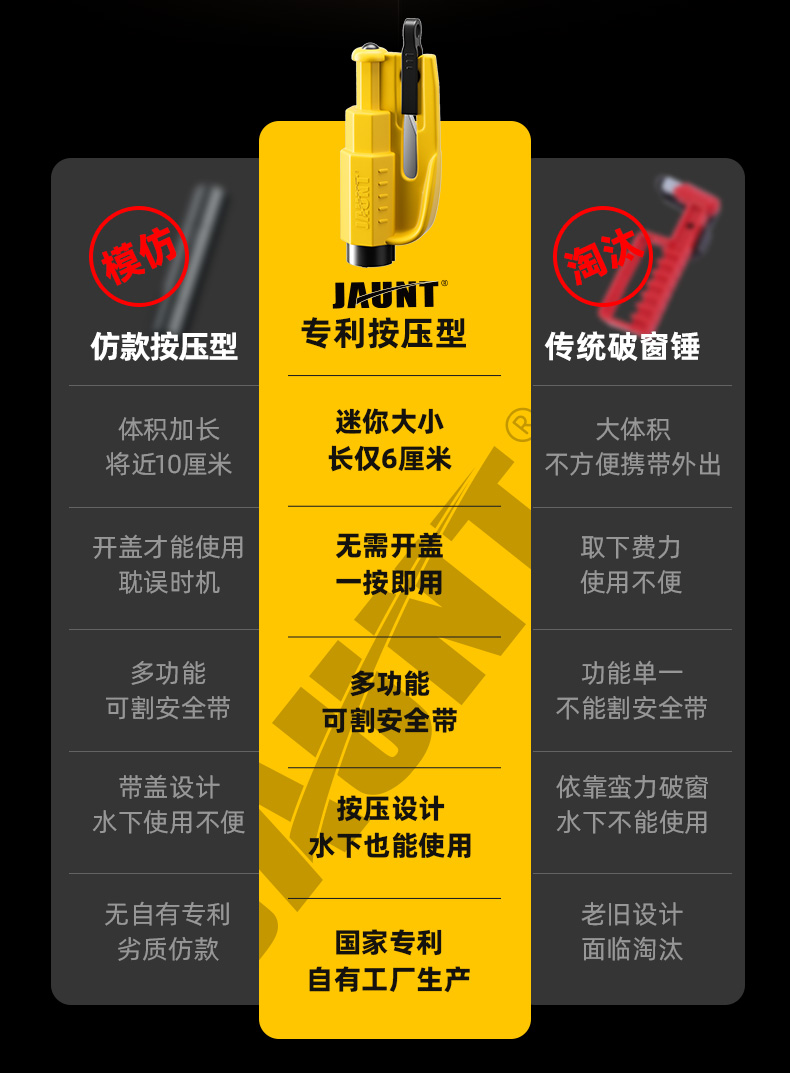 模仿
仿款按压型
体积加长
将近10厘米
开盖才能使用
耽误时机
多功能
可割安全带
带盖设计
水下使用不便
无自有专利
劣质仿款
JAUNT
JAUNT®
专利按压型
迷你大小
长仅6厘米
无需开盖
一按即用
多功能
可割安全带
按压设计
水下也能使用
国家专利
自有工厂生产
JAUNT®
淘汰
传统破窗锤
大体积
不方便携带外出
取下费力
使用不便
功能单一
不能割安全带
依靠蛮力破窗
水下不能使用
老旧设计
面临淘汰